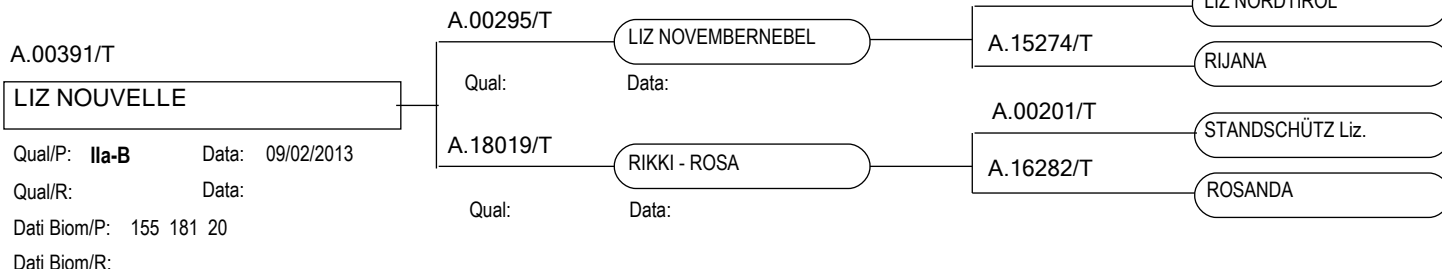 A.00391/T
LIZ NOUVELLE
Qual/P: IIa-B Data: 09/02/2013
Qual/R: Data:
Dati Biom/P: 155 181 20
Dati Biom/R:
A.00295/T
LIZ NOVEMBERNEBEL
Qual: Data:
A.18019/T
RIKKI - ROSA
Qual: Data:
LIZ NORDTIROL
A.15274/T
RIJANA
A.00201/T
STANDSCHÜTZ Liz.
A.16282/T
ROSANDA